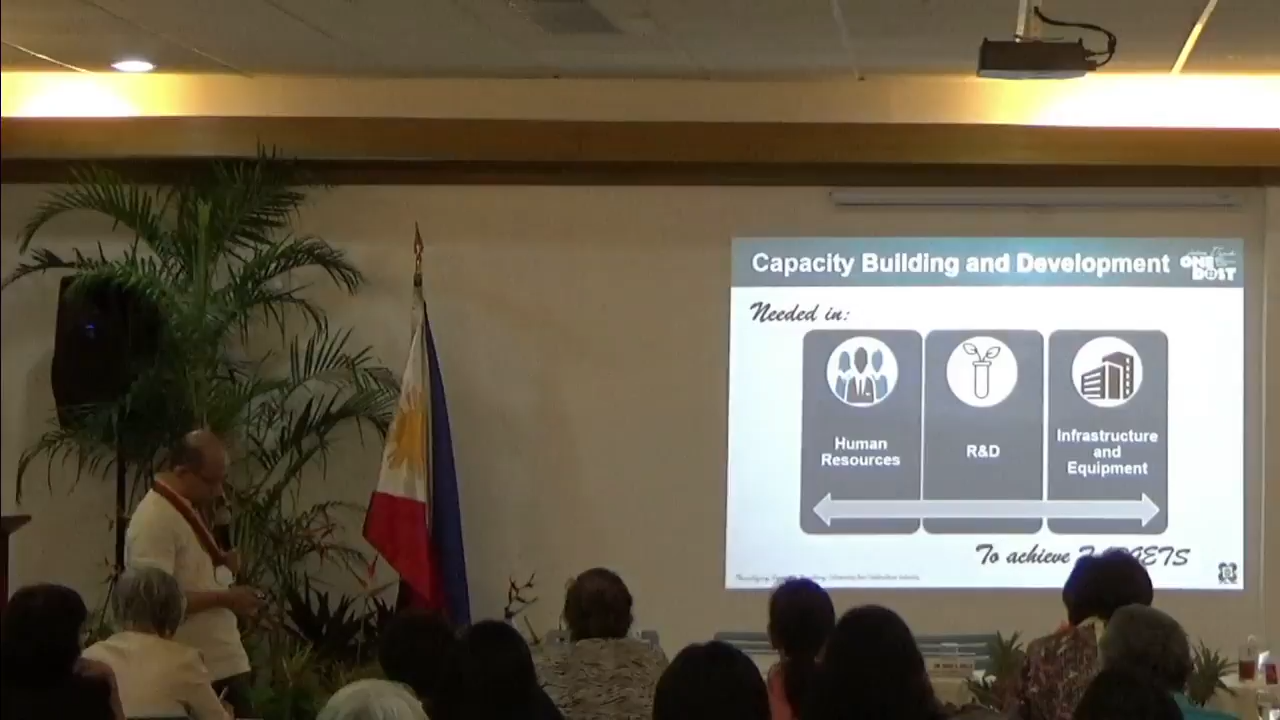 Capacity Building and Development
ONE
DOST
Needed in:
Human
Resources
R&D
Infrastructure
and
Equipment
To achieve